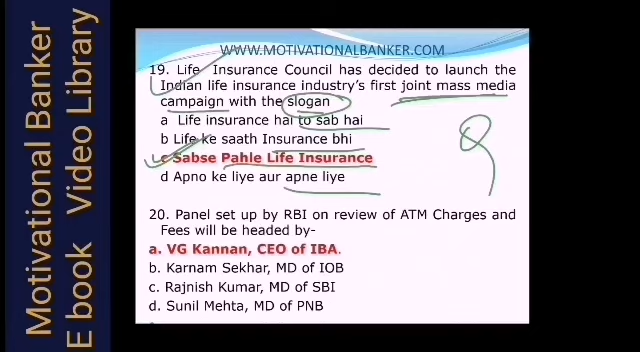 Motivational Banker
E book Video Library
WWW.MOTIVATIONALBANKER.COM
19. Life Insurance Council has decided to launch the
Indian life insurance industry's first joint mass media
campaign with the slogan
a Life insurance hai to sab hai
b Life ke saath Insurance bhi
c Sabse Pahle Life Insurance
d Apno ke liye aur apne liye
20. Panel set up by RBI on review of ATM Charges and
Fees will be headed by-
a. VG Kannan, CEO of IBA.
b. Karnam Sekhar, MD of IOB
c. Rajnish Kumar, MD of SBI
d. Sunil Mehta, MD of PNB